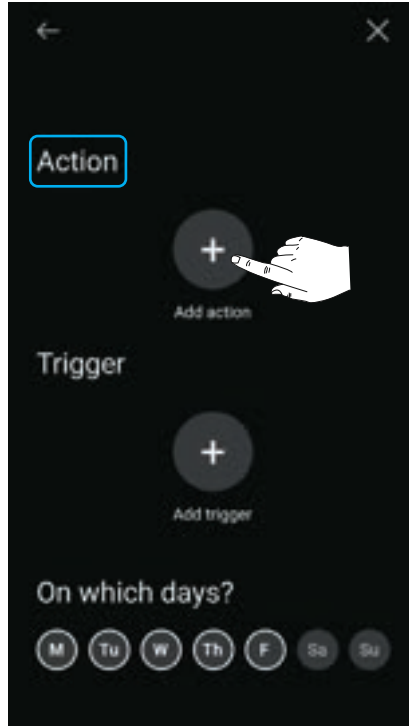 Action
Add action
Trigger
Add trigger
On which days?
M Tu W Th F Sa Su